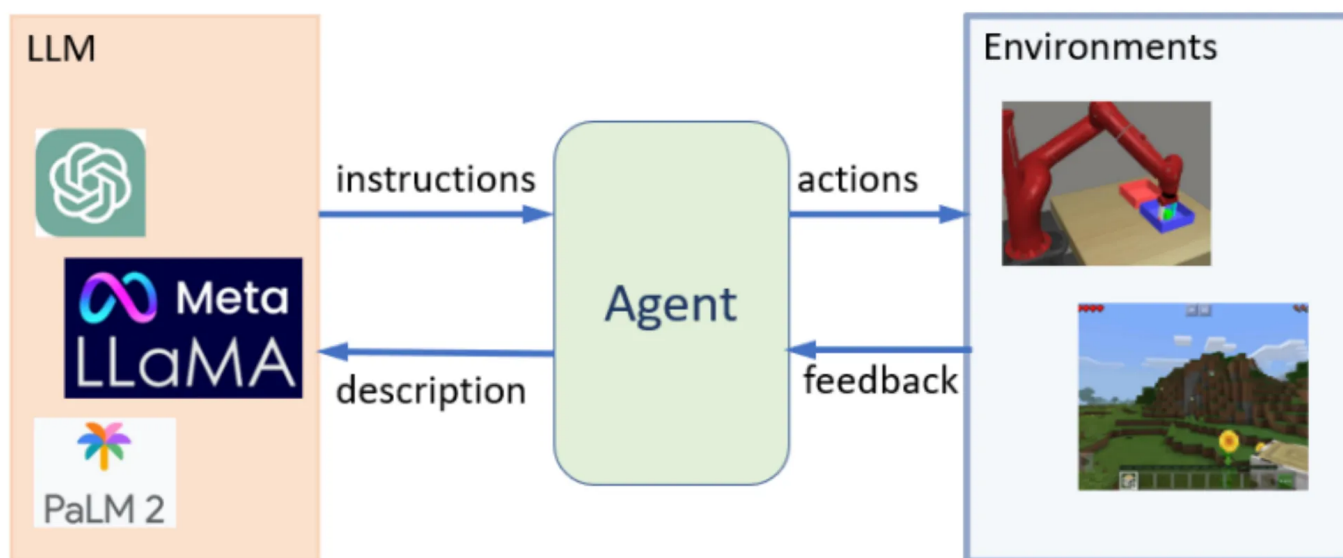 LLM
Meta
LLaMA
PaLM 2
instructions
description
Agent
actions
feedback
Environments